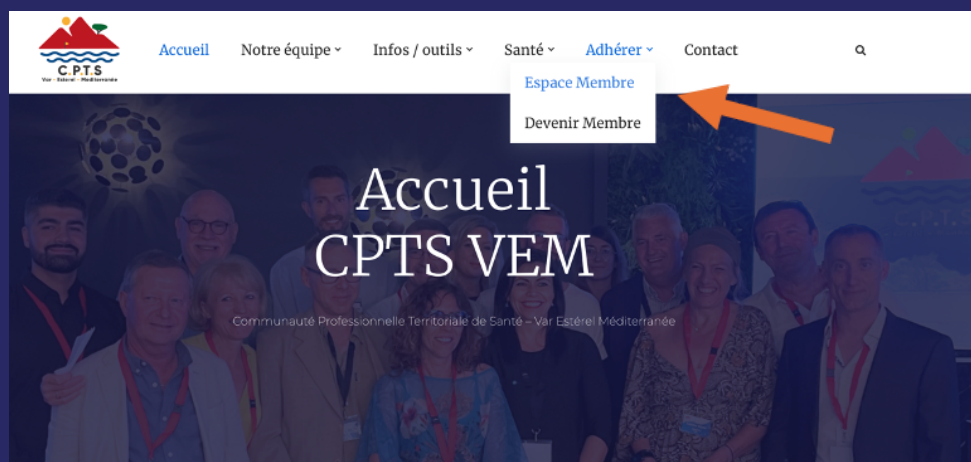 C.P.T.S
Var - Estérel - Méditerranée
Accueil
Notre équipe
Infos / outils
Santé
Adhérer
Contact
Espace Membre
Devenir Membre
Accueil
CPTS VEM
Communauté Professionnelle Territoriale de Santé – Var Estérel Méditerranée
C.P.T.S